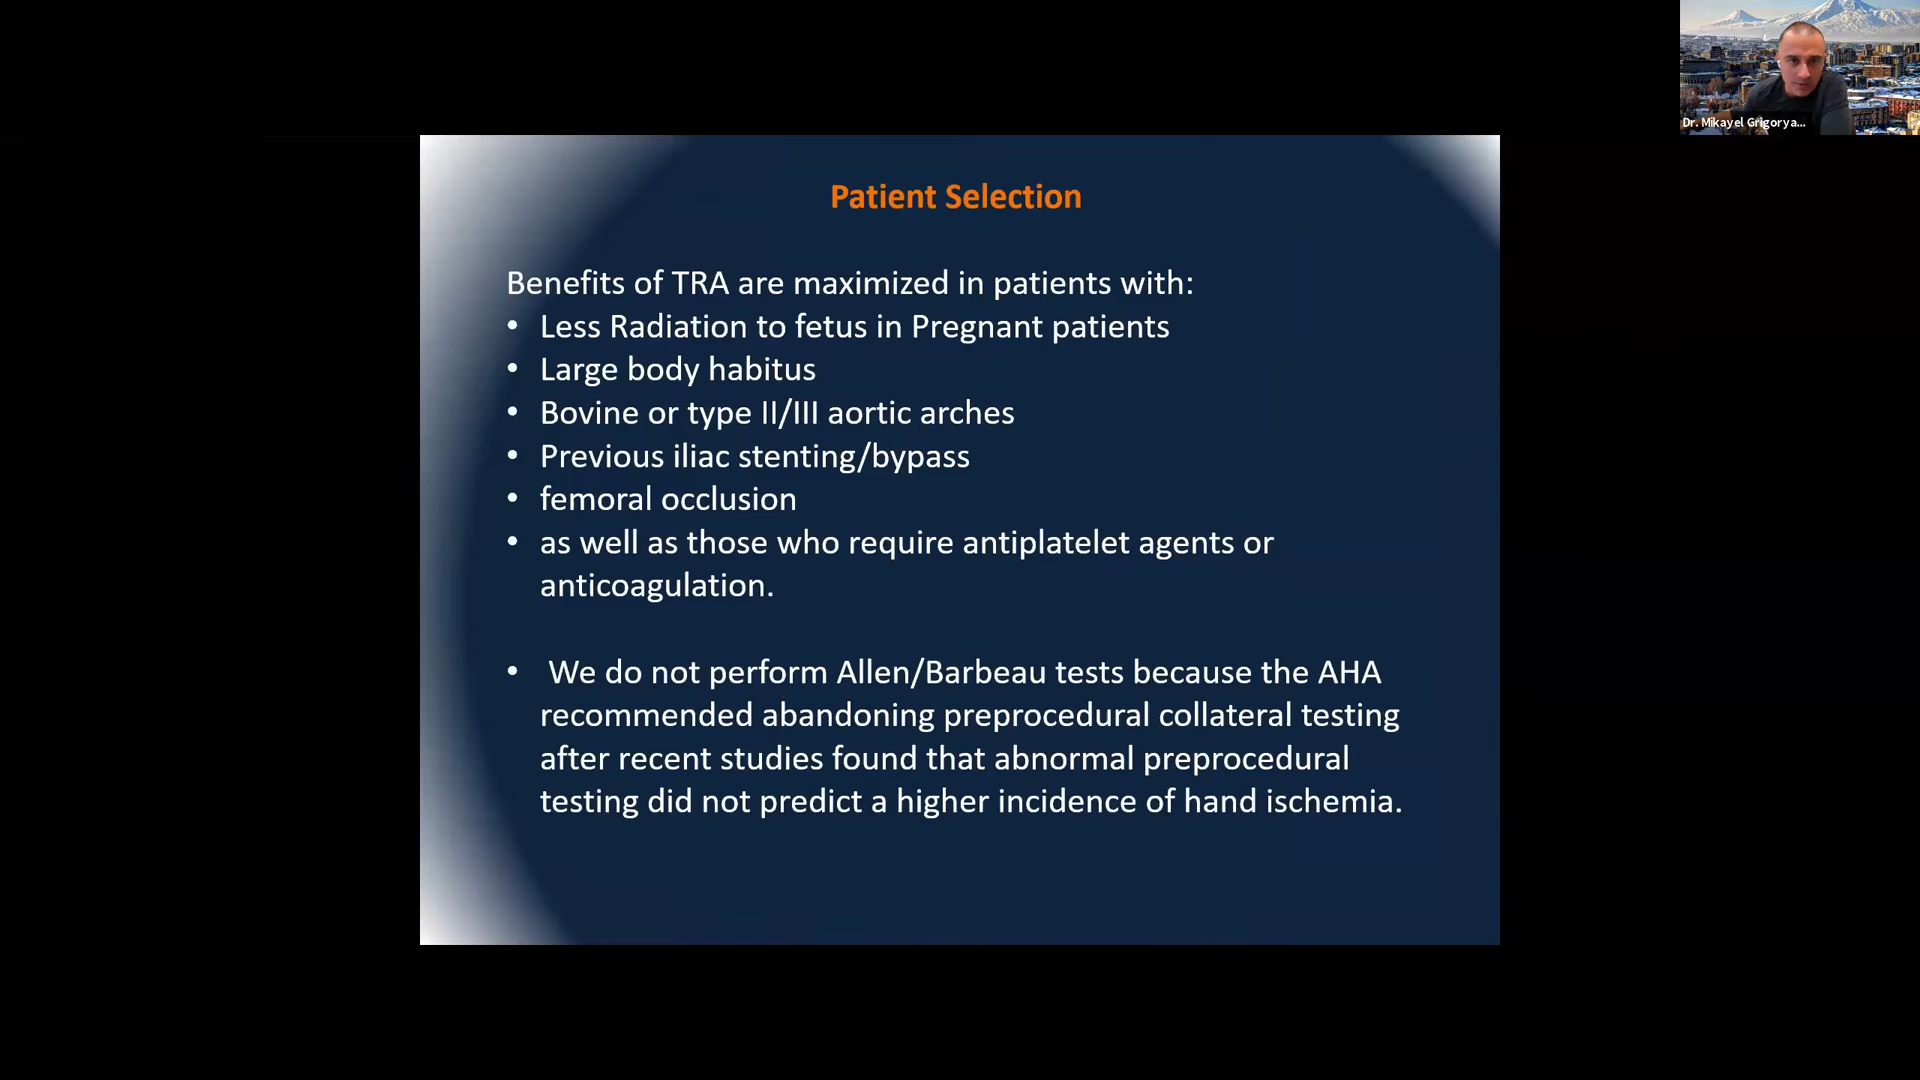 Dr. Mikayel Grigorya...
Patient Selection
Benefits of TRA are maximized in patients with:
• Less Radiation to fetus in Pregnant patients
• Large body habitus
• Bovine or type II/III aortic arches
• Previous iliac stenting/bypass
• femoral occlusion
• as well as those who require antiplatelet agents or
anticoagulation.
• We do not perform Allen/Barbeau tests because the AHA
recommended abandoning preprocedural collateral testing
after recent studies found that abnormal preprocedural
testing did not predict a higher incidence of hand ischemia.